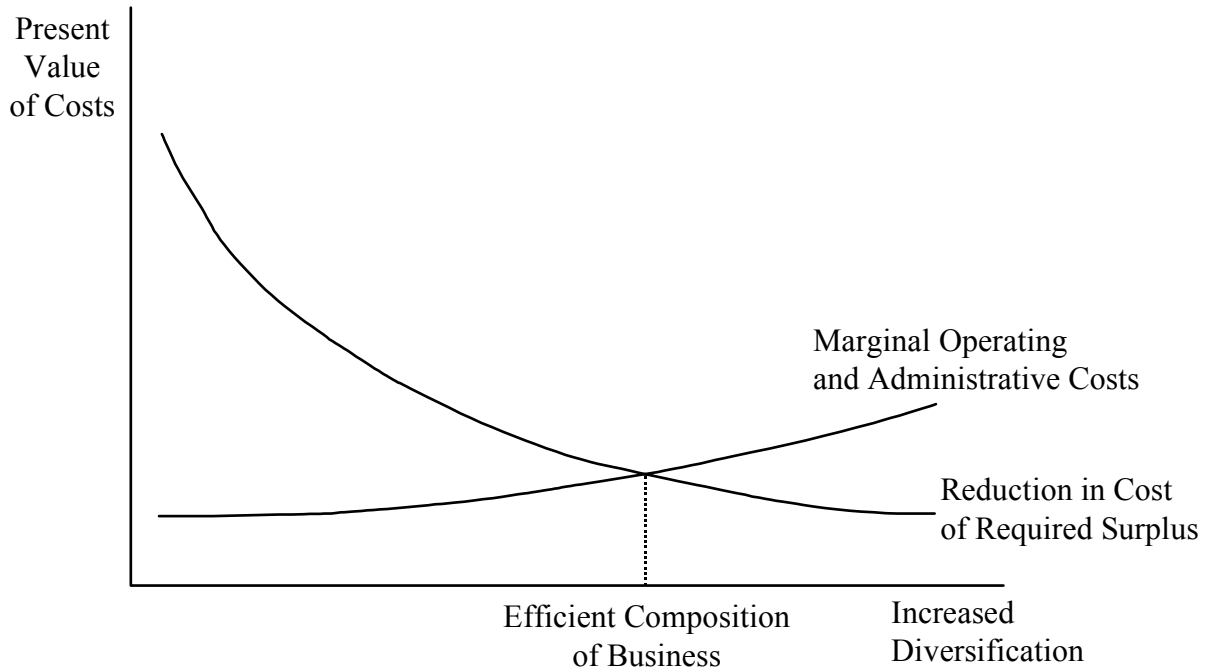 Present
Value
of Costs
Marginal Operating
and Administrative Costs
Reduction in Cost
of Required Surplus
Efficient Composition
of Business
Increased
Diversification